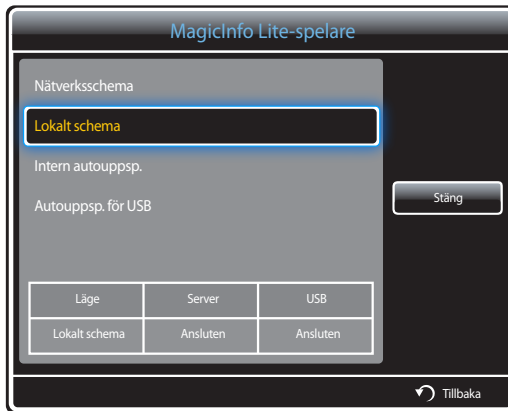 MagicInfo Lite-spelare
Nätverksschema
Lokalt schema
Intern autouppsp.
Autouppsp. för USB
Stäng
Läge Server USB
Lokalt schema Ansluten Ansluten
Tillbaka